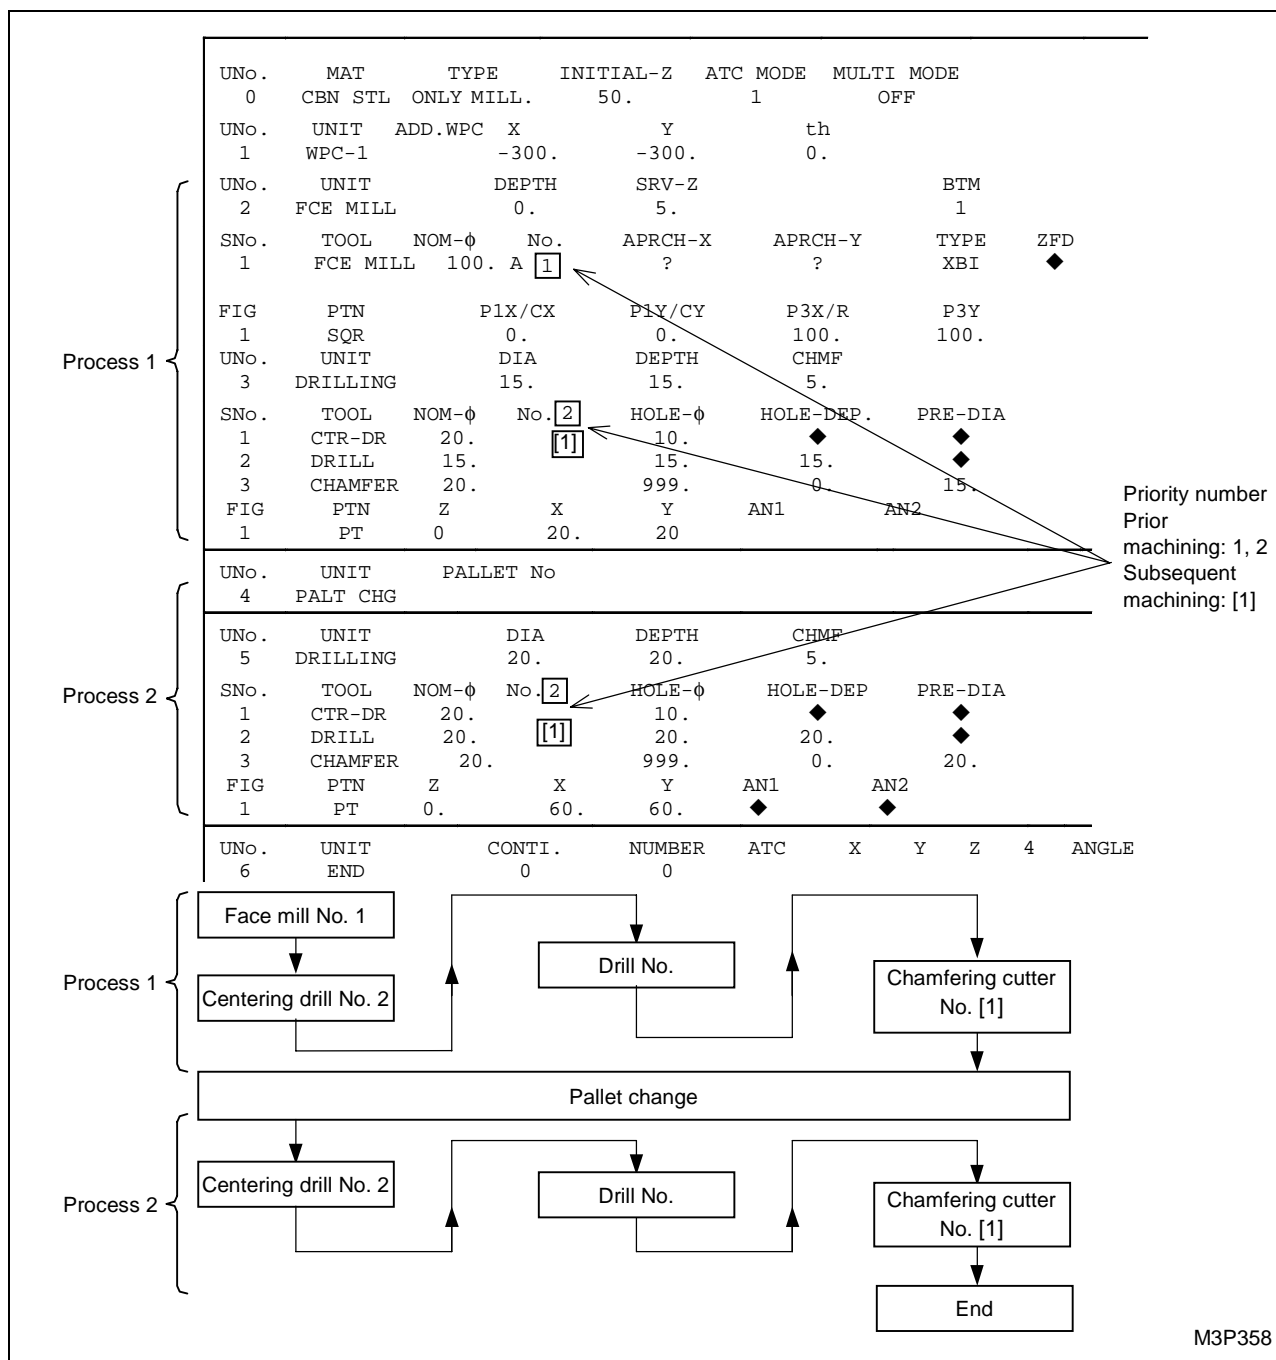 UNo. MAT TYPE INITIAL-Z ATC MODE MULTI MODE
0 CBN STL ONLY MILL. 50. 1 OFF
UNo. UNIT ADD.WPC X Y th
1 WPC-1 -300. -300. 0.
UNo. UNIT DEPTH SRV-Z BTM
2 FCE MILL 0. 5. 1
SNo. TOOL NOM-ϕ No. APRCH-X APRCH-Y TYPE ZFD
1 FCE MILL 100. A 1 ? ? XBI ◆
FIG PTN P1X/CX P1Y/CY P3X/R P3Y
1 SQR 0. 0. 100. 100.
Process 1
UNo. UNIT DIA DEPTH CHMF
3 DRILLING 15. 15. 5.
SNo. TOOL NOM-ϕ No. 2 HOLE-ϕ HOLE-DEP. PRE-DIA
1 CTR-DR 20. [1] 10. ◆ ◆
2 DRILL 15. 15. 15. ◆
3 CHAMFER 20. 999. 0. 15.
FIG PTN Z X Y AN1 AN2
1 PT 0 20. 20
Priority number
Prior
machining: 1, 2
Subsequent
machining: [1]
UNo. UNIT PALLET No
4 PALT CHG
UNo. UNIT DIA DEPTH CHMF
5 DRILLING 20. 20. 5.
Process 2
SNo. TOOL NOM-ϕ No. 2 HOLE-ϕ HOLE-DEP PRE-DIA
1 CTR-DR 20. 10. ◆ ◆
2 DRILL 20. [1] 20. 20. ◆
3 CHAMFER 20. 999. 0. 20.
FIG PTN Z X Y AN1 AN2
1 PT 0. 60. 60. ◆ ◆
UNo. UNIT CONTI. NUMBER ATC X Y Z 4 ANGLE
6 END 0 0
Process 1
Face mill No. 1
Centering drill No. 2
Drill No.
Chamfering cutter
No. [1]
Pallet change
Process 2
Centering drill No. 2
Drill No.
Chamfering cutter
No. [1]
End
M3P358